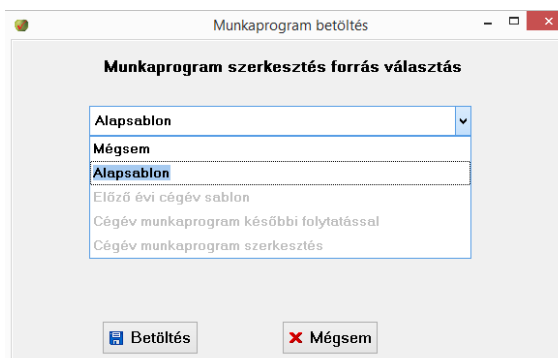 Munkaprogram betöltés
Munkaprogram szerkesztés forrás választás
Alapsablon
Mégsem
Alapsablon
Előző évi cégév sablon
Cégév munkaprogram későbbi folytatással
Cégév munkaprogram szerkesztés
Betöltés
Mégsem